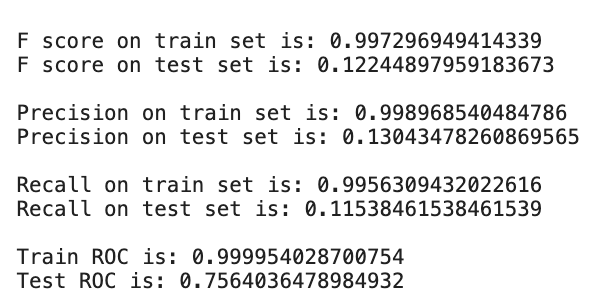 F score on train set is: 0.997296949414339
F score on test set is: 0.12244897959183673
Precision on train set is: 0.998968540484786
Precision on test set is: 0.13043478260869565
Recall on train set is: 0.9956309432022616
Recall on test set is: 0.11538461538461539
Train ROC is: 0.999954028700754
Test ROC is: 0.7564036478984932